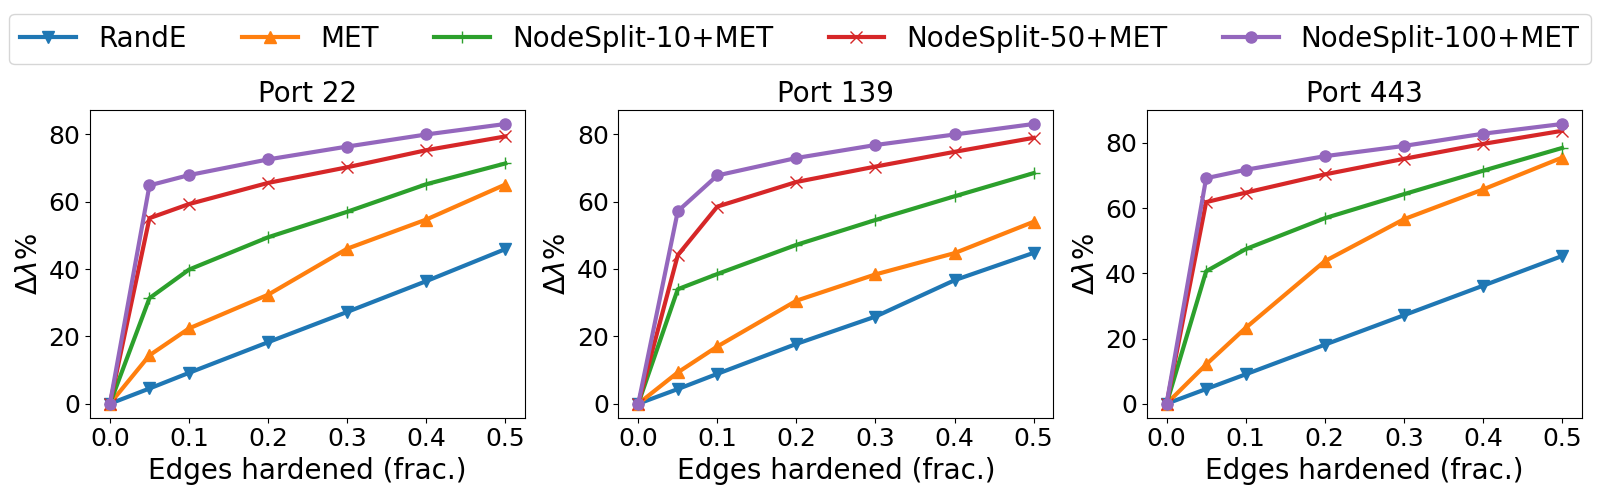 RandE MET NodeSplit-10+MET NodeSplit-50+MET NodeSplit-100+MET
Port 22
Δλ%
80
60
40
20
0
0.0 0.1 0.2 0.3 0.4 0.5
Edges hardened (frac.)
Port 139
Δλ%
80
60
40
20
0
0.0 0.1 0.2 0.3 0.4 0.5
Edges hardened (frac.)
Port 443
Δλ%
80
60
40
20
0
0.0 0.1 0.2 0.3 0.4 0.5
Edges hardened (frac.)